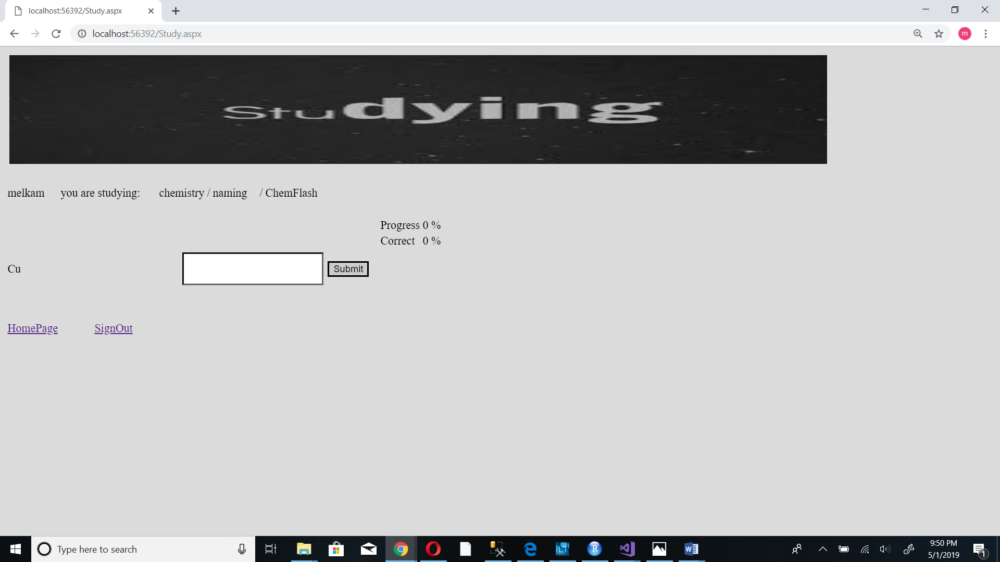 localhost:56392/Study.aspx
localhost:56392/Study.aspx
m
Studying
melkam you are studying: chemistry / naming / ChemFlash
Progress 0 %
Correct 0 %
Cu Submit
HomePage SignOut
Type here to search
9:50 PM
5/1/2019
1